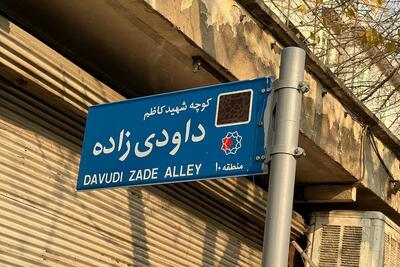 کوچه شهید کاظم
داودی زاده
DAVUDI ZADE ALLEY
منطقه ۱۰